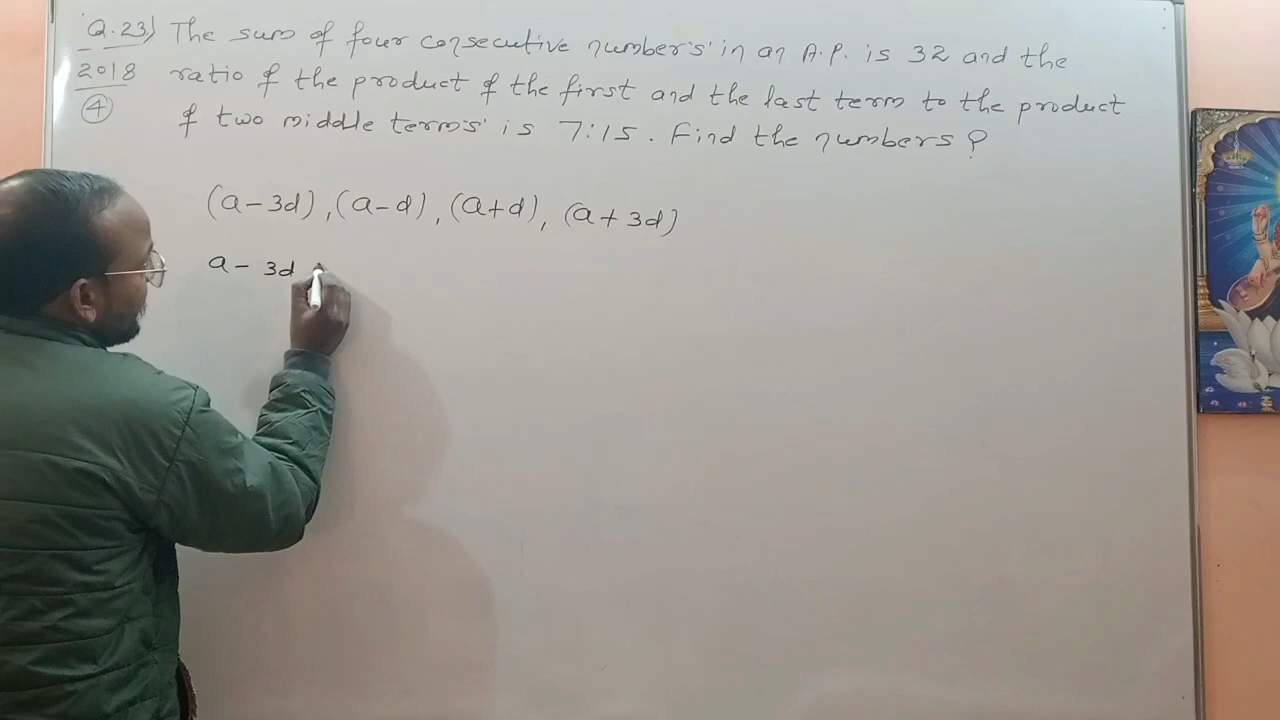 Q.23) The sum of four consecutive numbers in an A.P. is 32 and the
2018 ratio of the product of the first and the last term to the product
④ of two middle terms is 7:15. Find the numbers?
(a-3d), (a-d), (a+d), (a+3d)
a- 3d